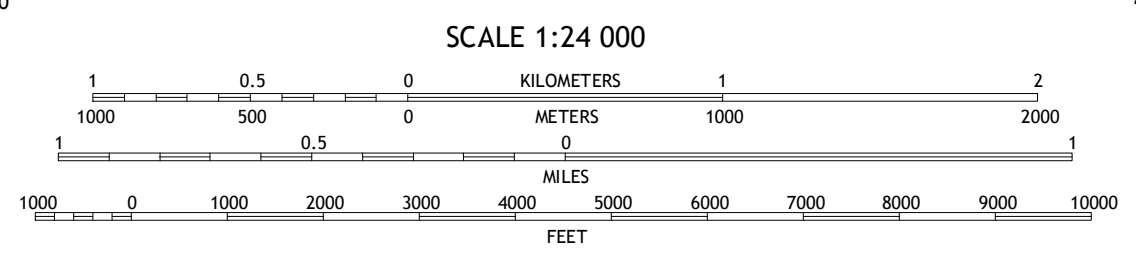 SCALE 1:24 000
1 0.5 0 KILOMETERS 1 2
1000 500 0 METERS 1000 2000
1 0.5 0 1
MILES
1000 0 1000 2000 3000 4000 5000 6000 7000 8000 9000 10000
FEET